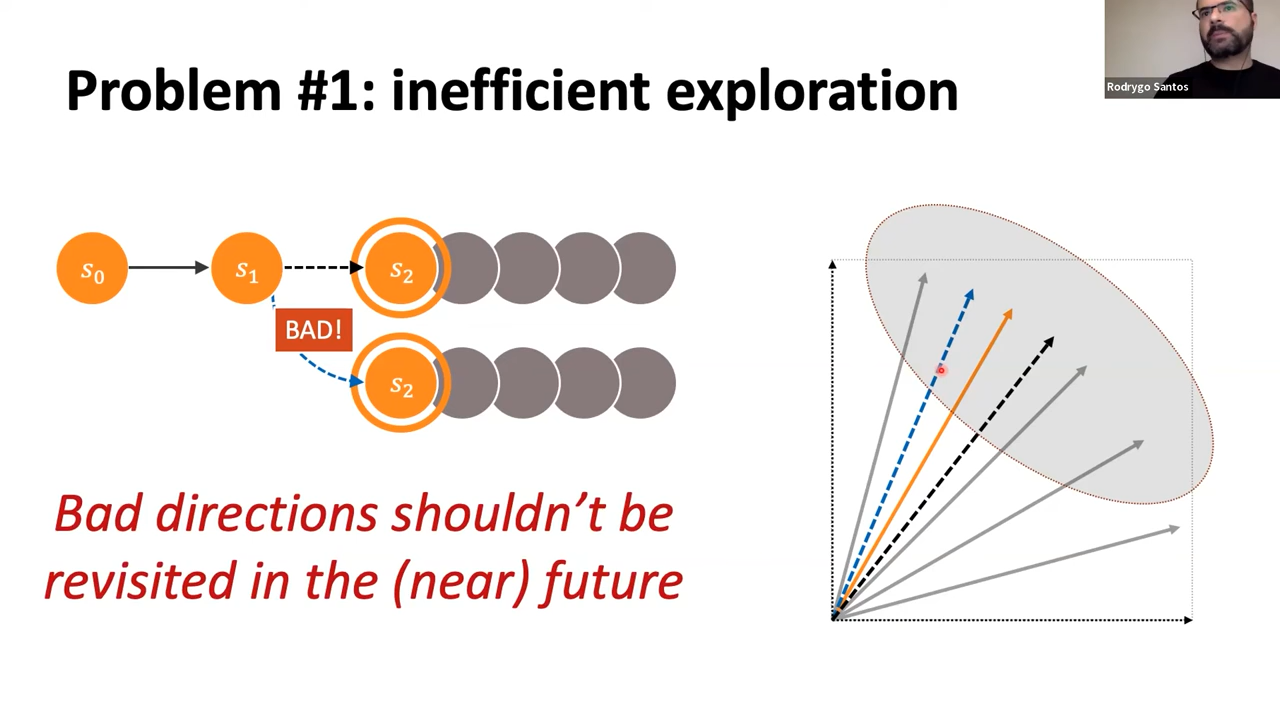 Problem #1: inefficient exploration
Rodrygo Santos
s₀
s₁
s₂
BAD!
s₂
Bad directions shouldn't be
revisited in the (near) future